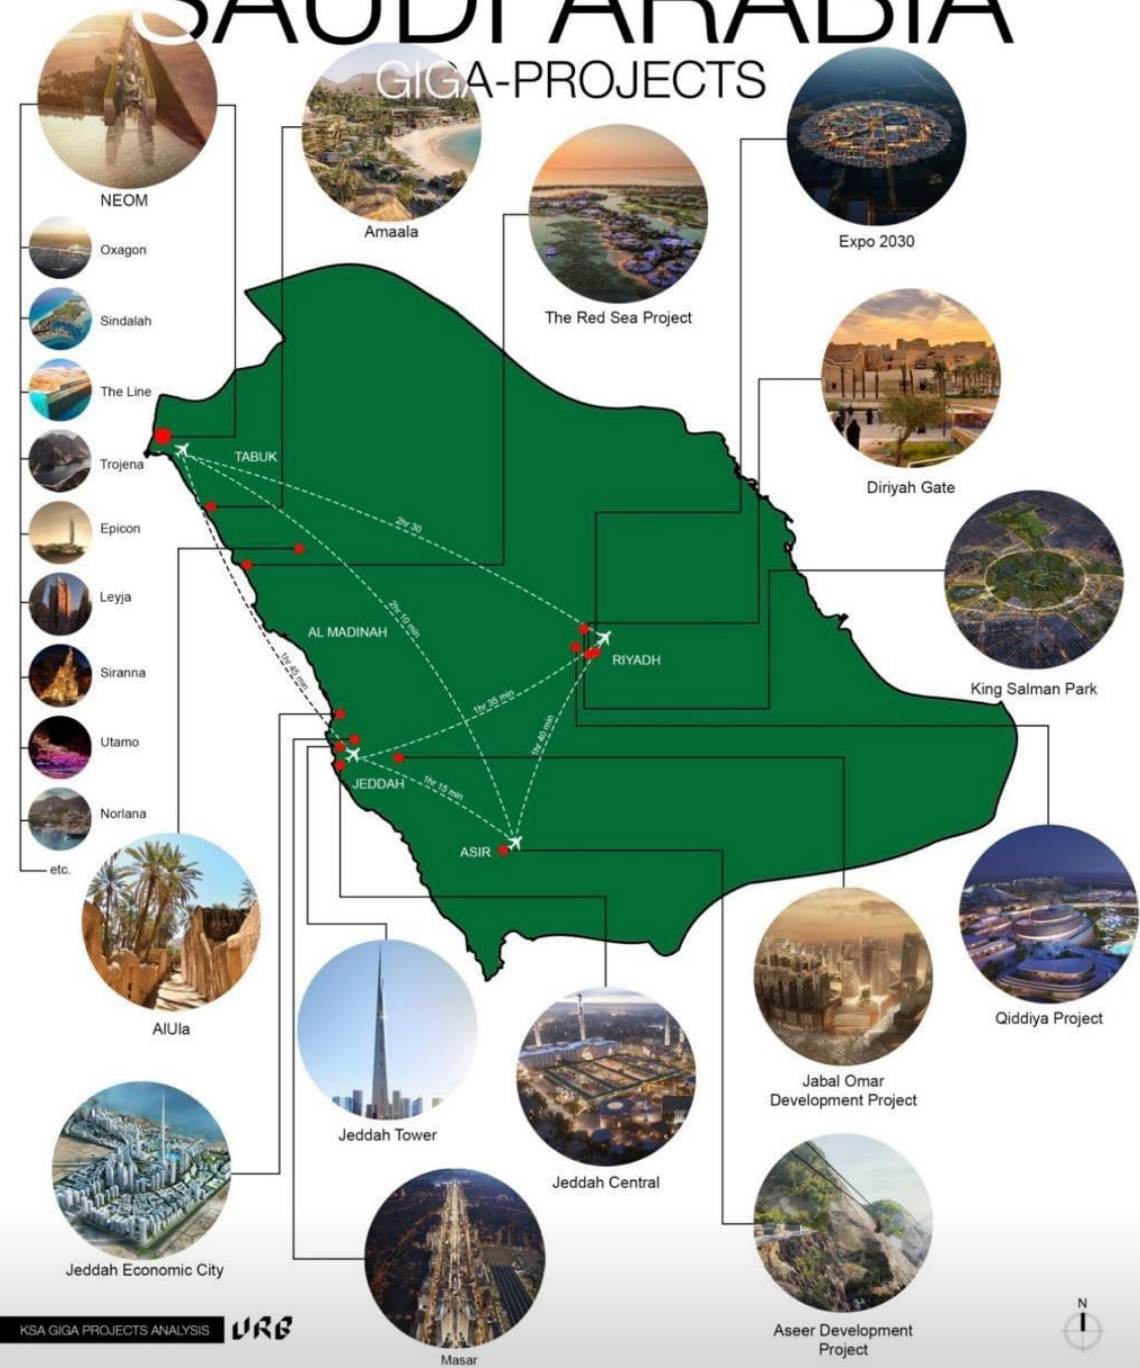 SAUDI ARABIA
GIGA-PROJECTS
NEOM
Oxagon
Sindalah
The Line
Trojena
Epicon
Leyja
Siranna
Utamo
Norlana
etc.
Amaala
The Red Sea Project
Expo 2030
Diriyah Gate
King Salman Park
TABUK
2hr 30
2hr 10 min
AL MADINAH
1hr 45 min
RIYADH
1hr 35 min
1hr 40 min
JEDDAH
1hr 15 min
ASIR
AlUla
Jeddah Tower
Jeddah Central
Jabal Omar
Development Project
Qiddiya Project
Jeddah Economic City
Masar
Aseer Development
Project
KSA GIGA PROJECTS ANALYSIS
URB
N